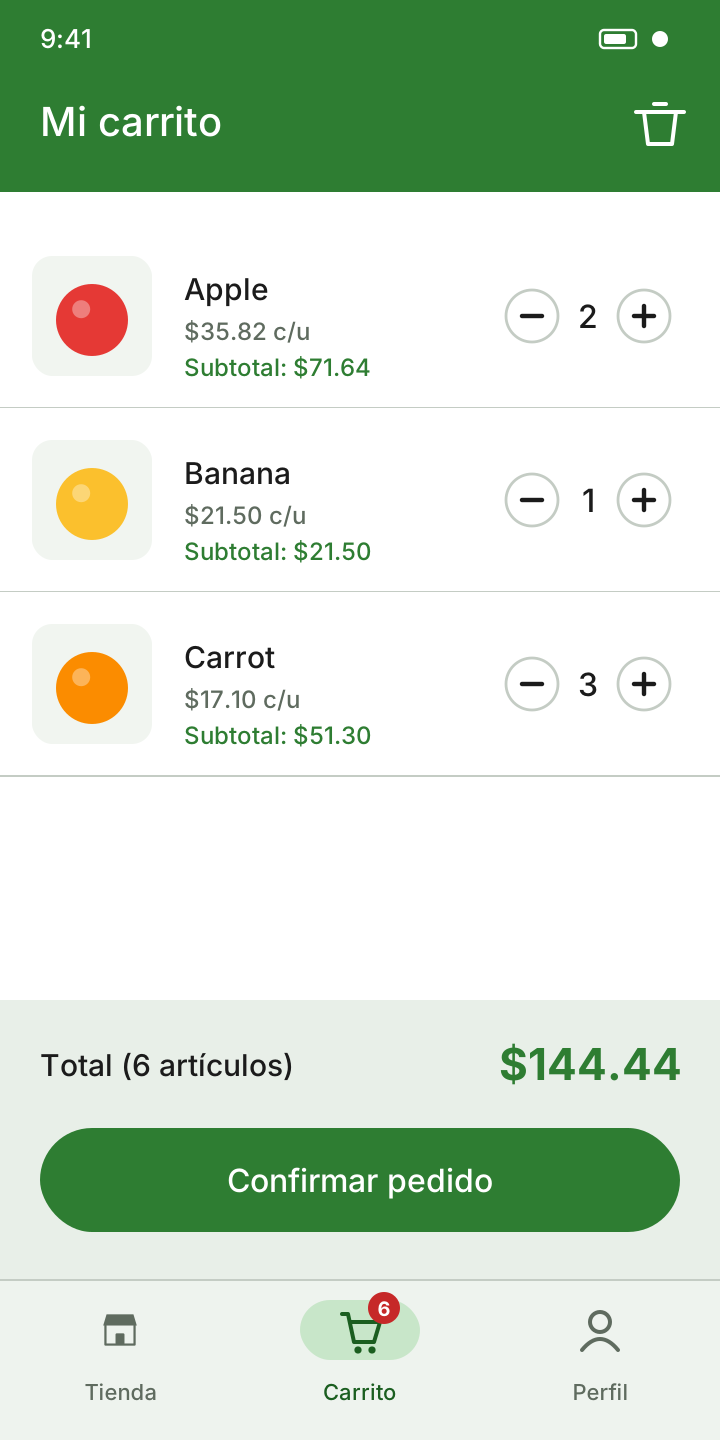 9:41
Mi carrito
Apple
$35.82 c/u
Subtotal: $71.64
2
Banana
$21.50 c/u
Subtotal: $21.50
1
Carrot
$17.10 c/u
Subtotal: $51.30
3
Total (6 artículos)
$144.44
Confirmar pedido
6
Tienda
Carrito
Perfil